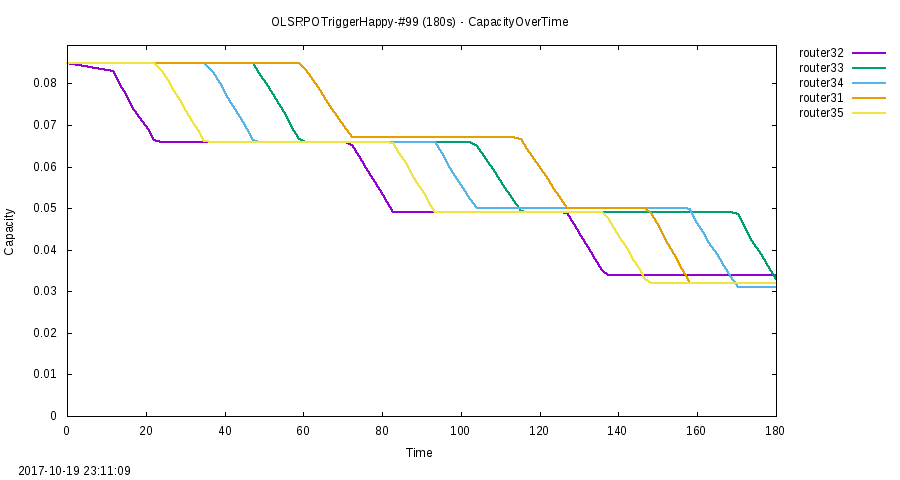 OLSRPOTriggerHappy-#99 (180s) - CapacityOverTime
router32
router33
router34
router31
router35
0.08
0.07
0.06
0.05
0.04
0.03
0.02
0.01
0
Capacity
0 20 40 60 80 100 120 140 160 180
Time
2017-10-19 23:11:09